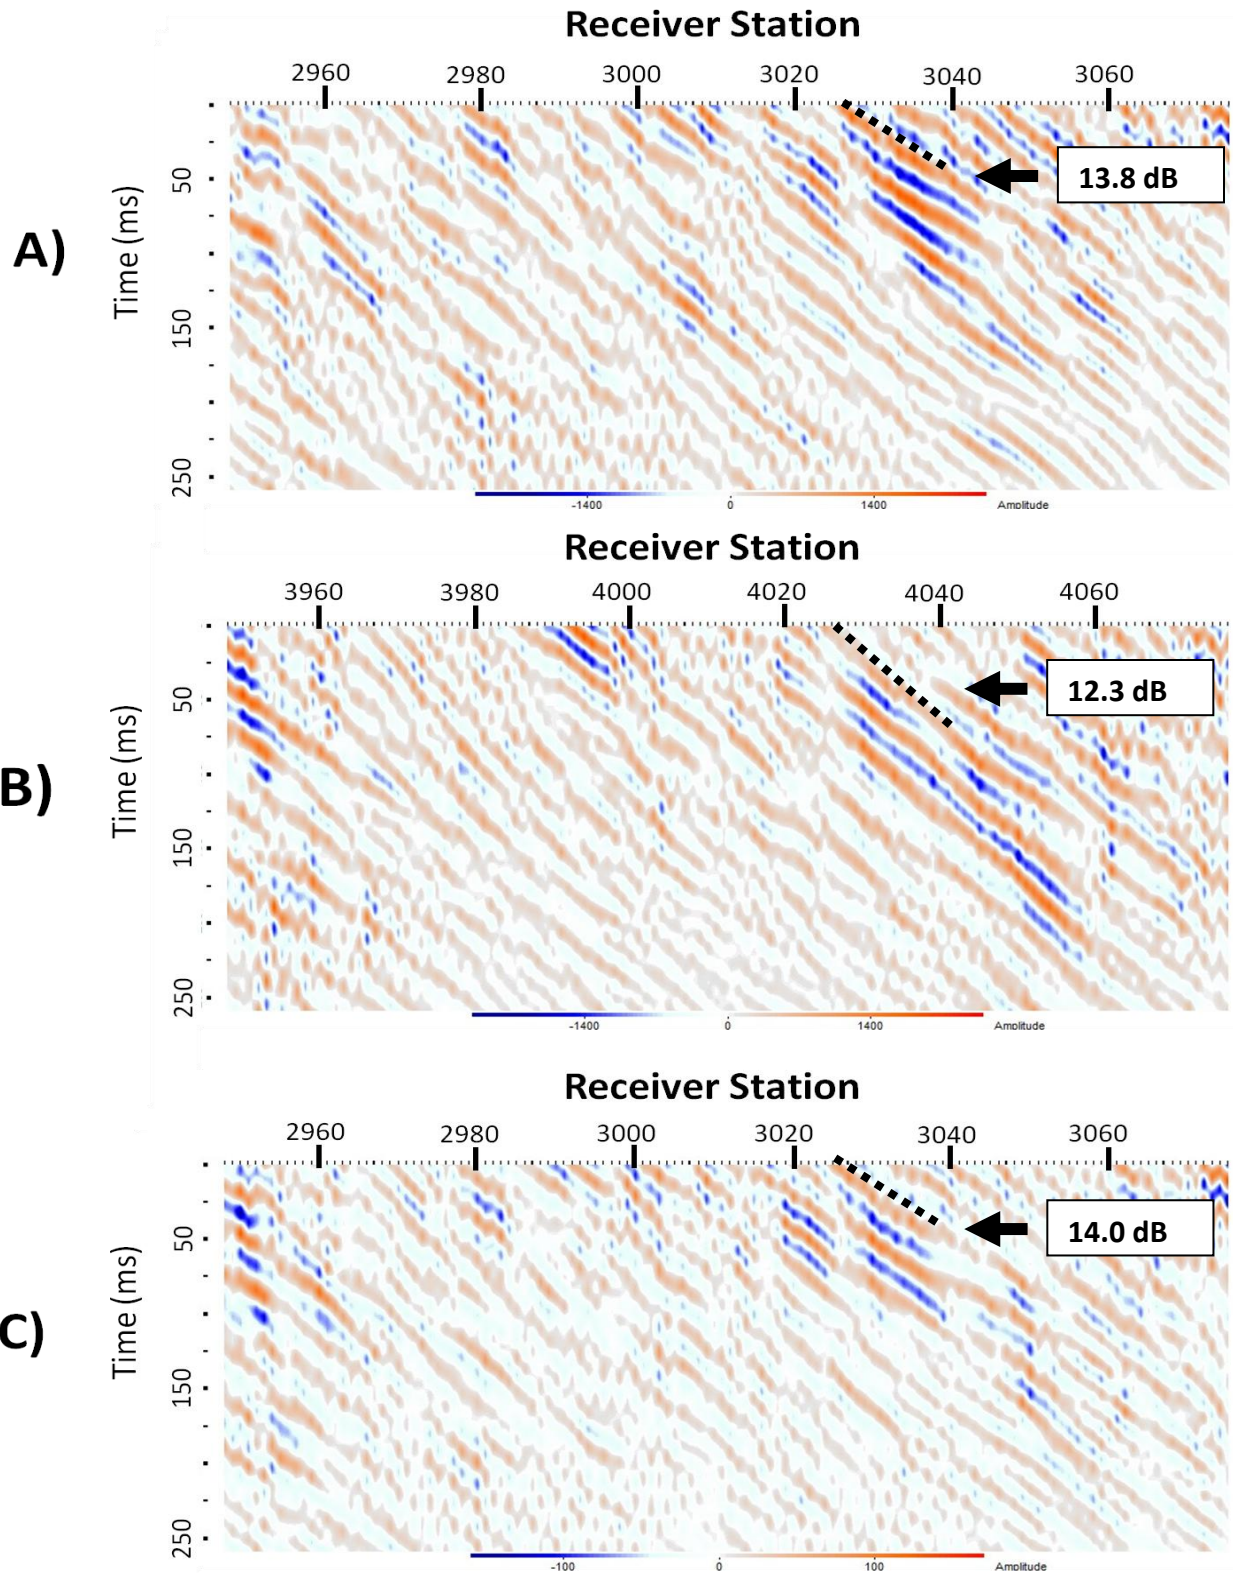 Receiver Station
2960 2980 3000 3020 3040 3060
A)
Time (ms)
50
150
250
13.8 dB
-1400 0 1400 Amplitude
Receiver Station
3960 3980 4000 4020 4040 4060
B)
Time (ms)
50
150
250
12.3 dB
-1400 0 1400 Amplitude
Receiver Station
2960 2980 3000 3020 3040 3060
C)
Time (ms)
50
150
250
14.0 dB
-100 0 100 Amplitude